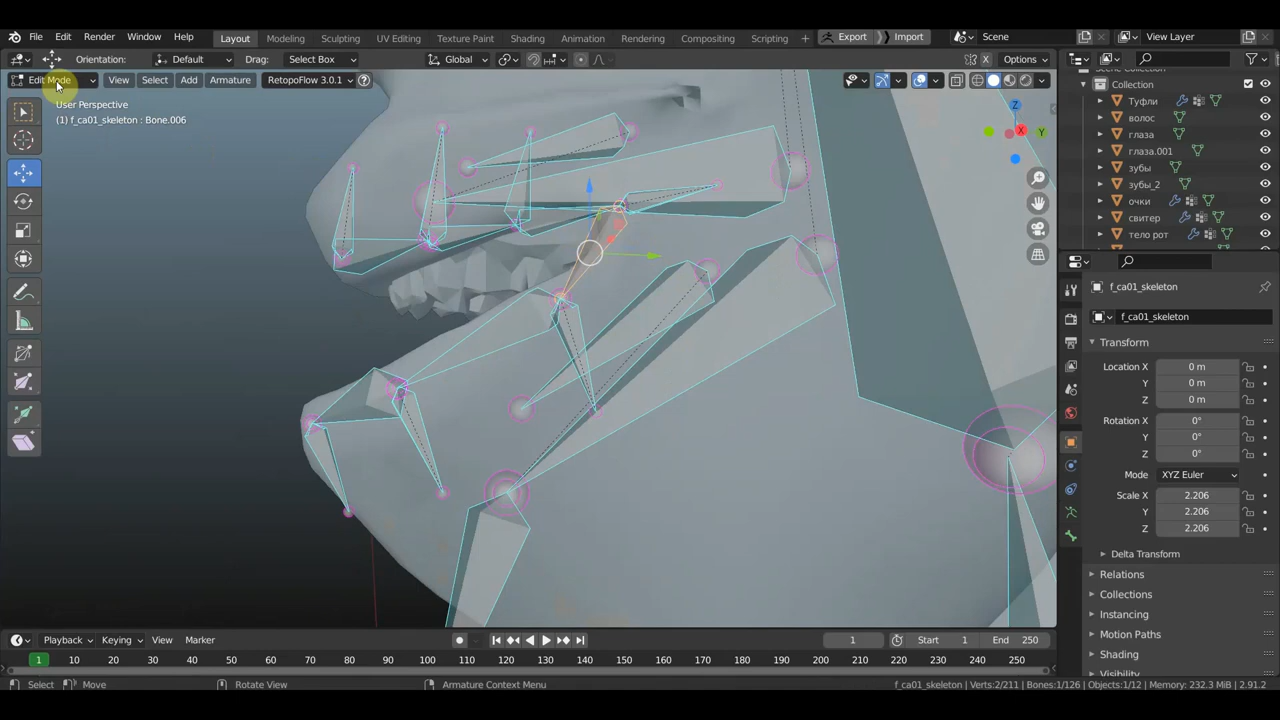 File Edit Render Window Help Layout Modeling Sculpting UV Editing Texture Paint Shading Animation Rendering Compositing Scripting Export Import Scene View Layer
Orientation: Default Drag: Select Box Global Options
Edit Mode View Select Add Armature RetopoFlow 3.0.1
User Perspective
(1) f_ca01_skeleton : Bone.006
Z
X
Y
Collection
Туфли
волос
глаза
глаза.001
зубы
зубы_2
очки
свитер
тело рот
f_ca01_skeleton
f_ca01_skeleton
Transform
Location X 0 m
Y 0 m
Z 0 m
Rotation X 0°
Y 0°
Z 0°
Mode XYZ Euler
Scale X 2.206
Y 2.206
Z 2.206
Delta Transform
Relations
Collections
Instancing
Motion Paths
Shading
Visibility
Playback Keying View Marker 1 Start 1 End 250
1 10 20 30 40 50 60 70 80 90 100 110 120 130 140 150 160 170 180 190 200 210 220 230 240 250
Select Move Rotate View Armature Context Menu f_ca01_skeleton | Verts:2/211 | Bones:1/126 | Objects:1/12 | Memory: 232.3 MiB | 2.91.2